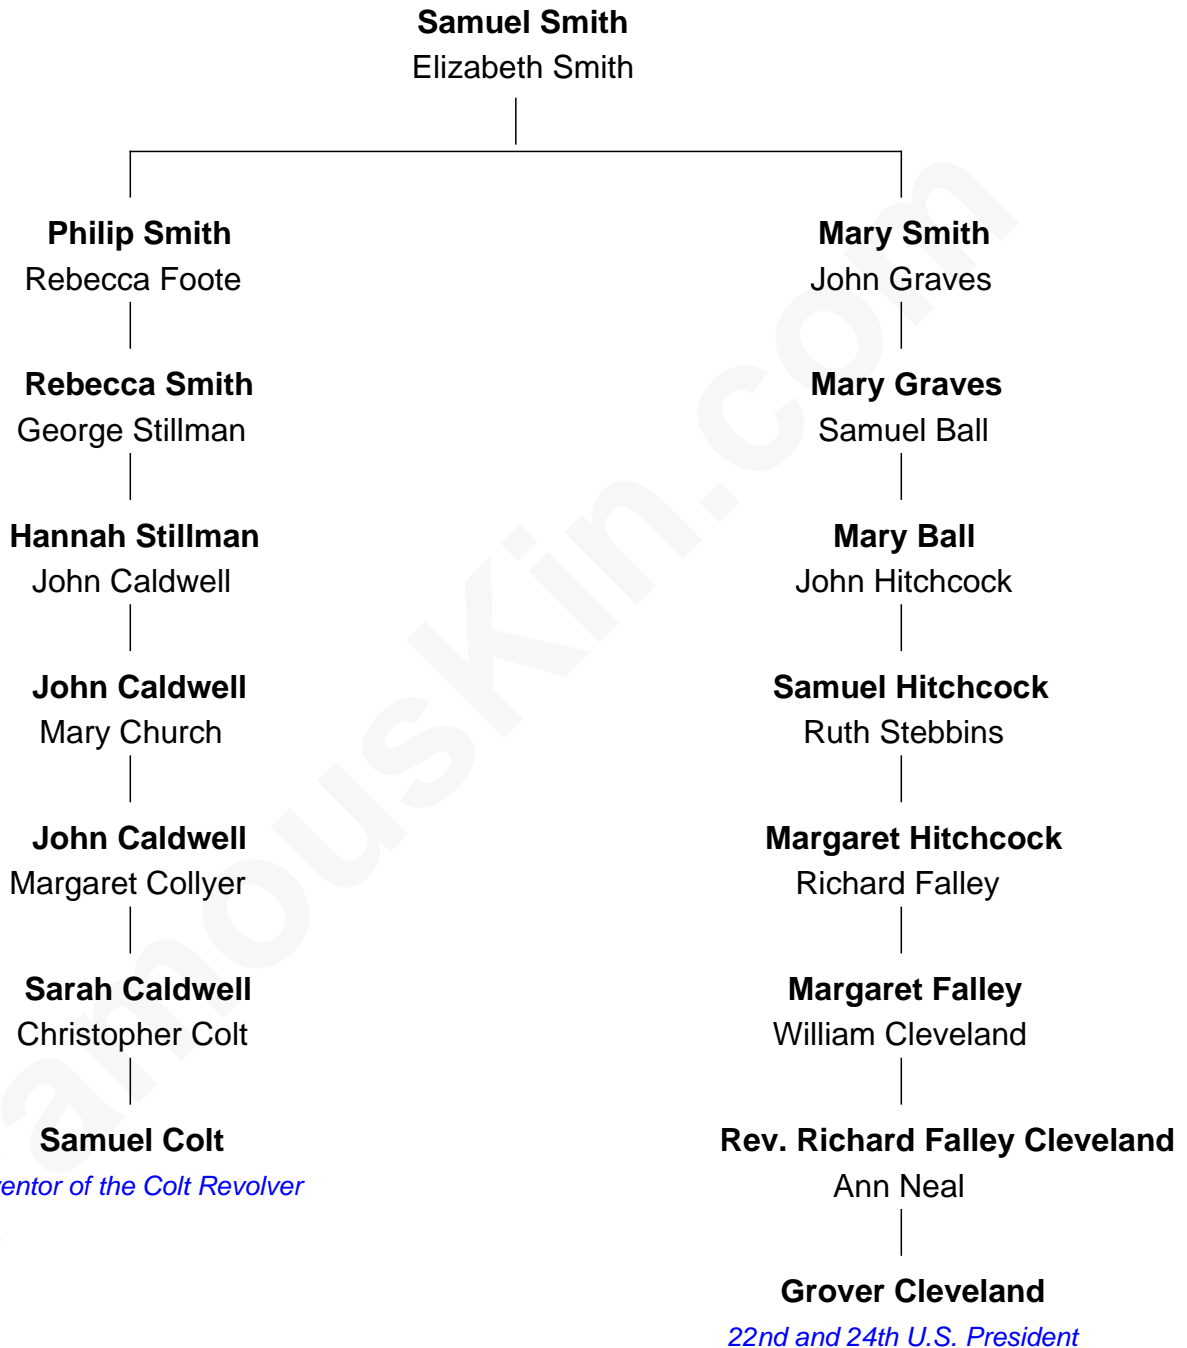 Samuel Smith
Elizabeth Smith
Philip Smith
Mary Smith
Rebecca Foote
John Graves
Rebecca Smith
Mary Graves
George Stillman
Samuel Ball
Hannah Stillman
Mary Ball
John Caldwell
John Hitchcock
John Caldwell
Samuel Hitchcock
Mary Church
Ruth Stebbins
John Caldwell
Margaret Hitchcock
Margaret Collyer
Richard Falley
Sarah Caldwell
Margaret Falley
Christopher Colt
William Cleveland
Samuel Colt
Rev. Richard Falley Cleveland
entor of the Colt Revolver
Ann Neal
Grover Cleveland
22nd and 24th U.S. President
amousKin.com